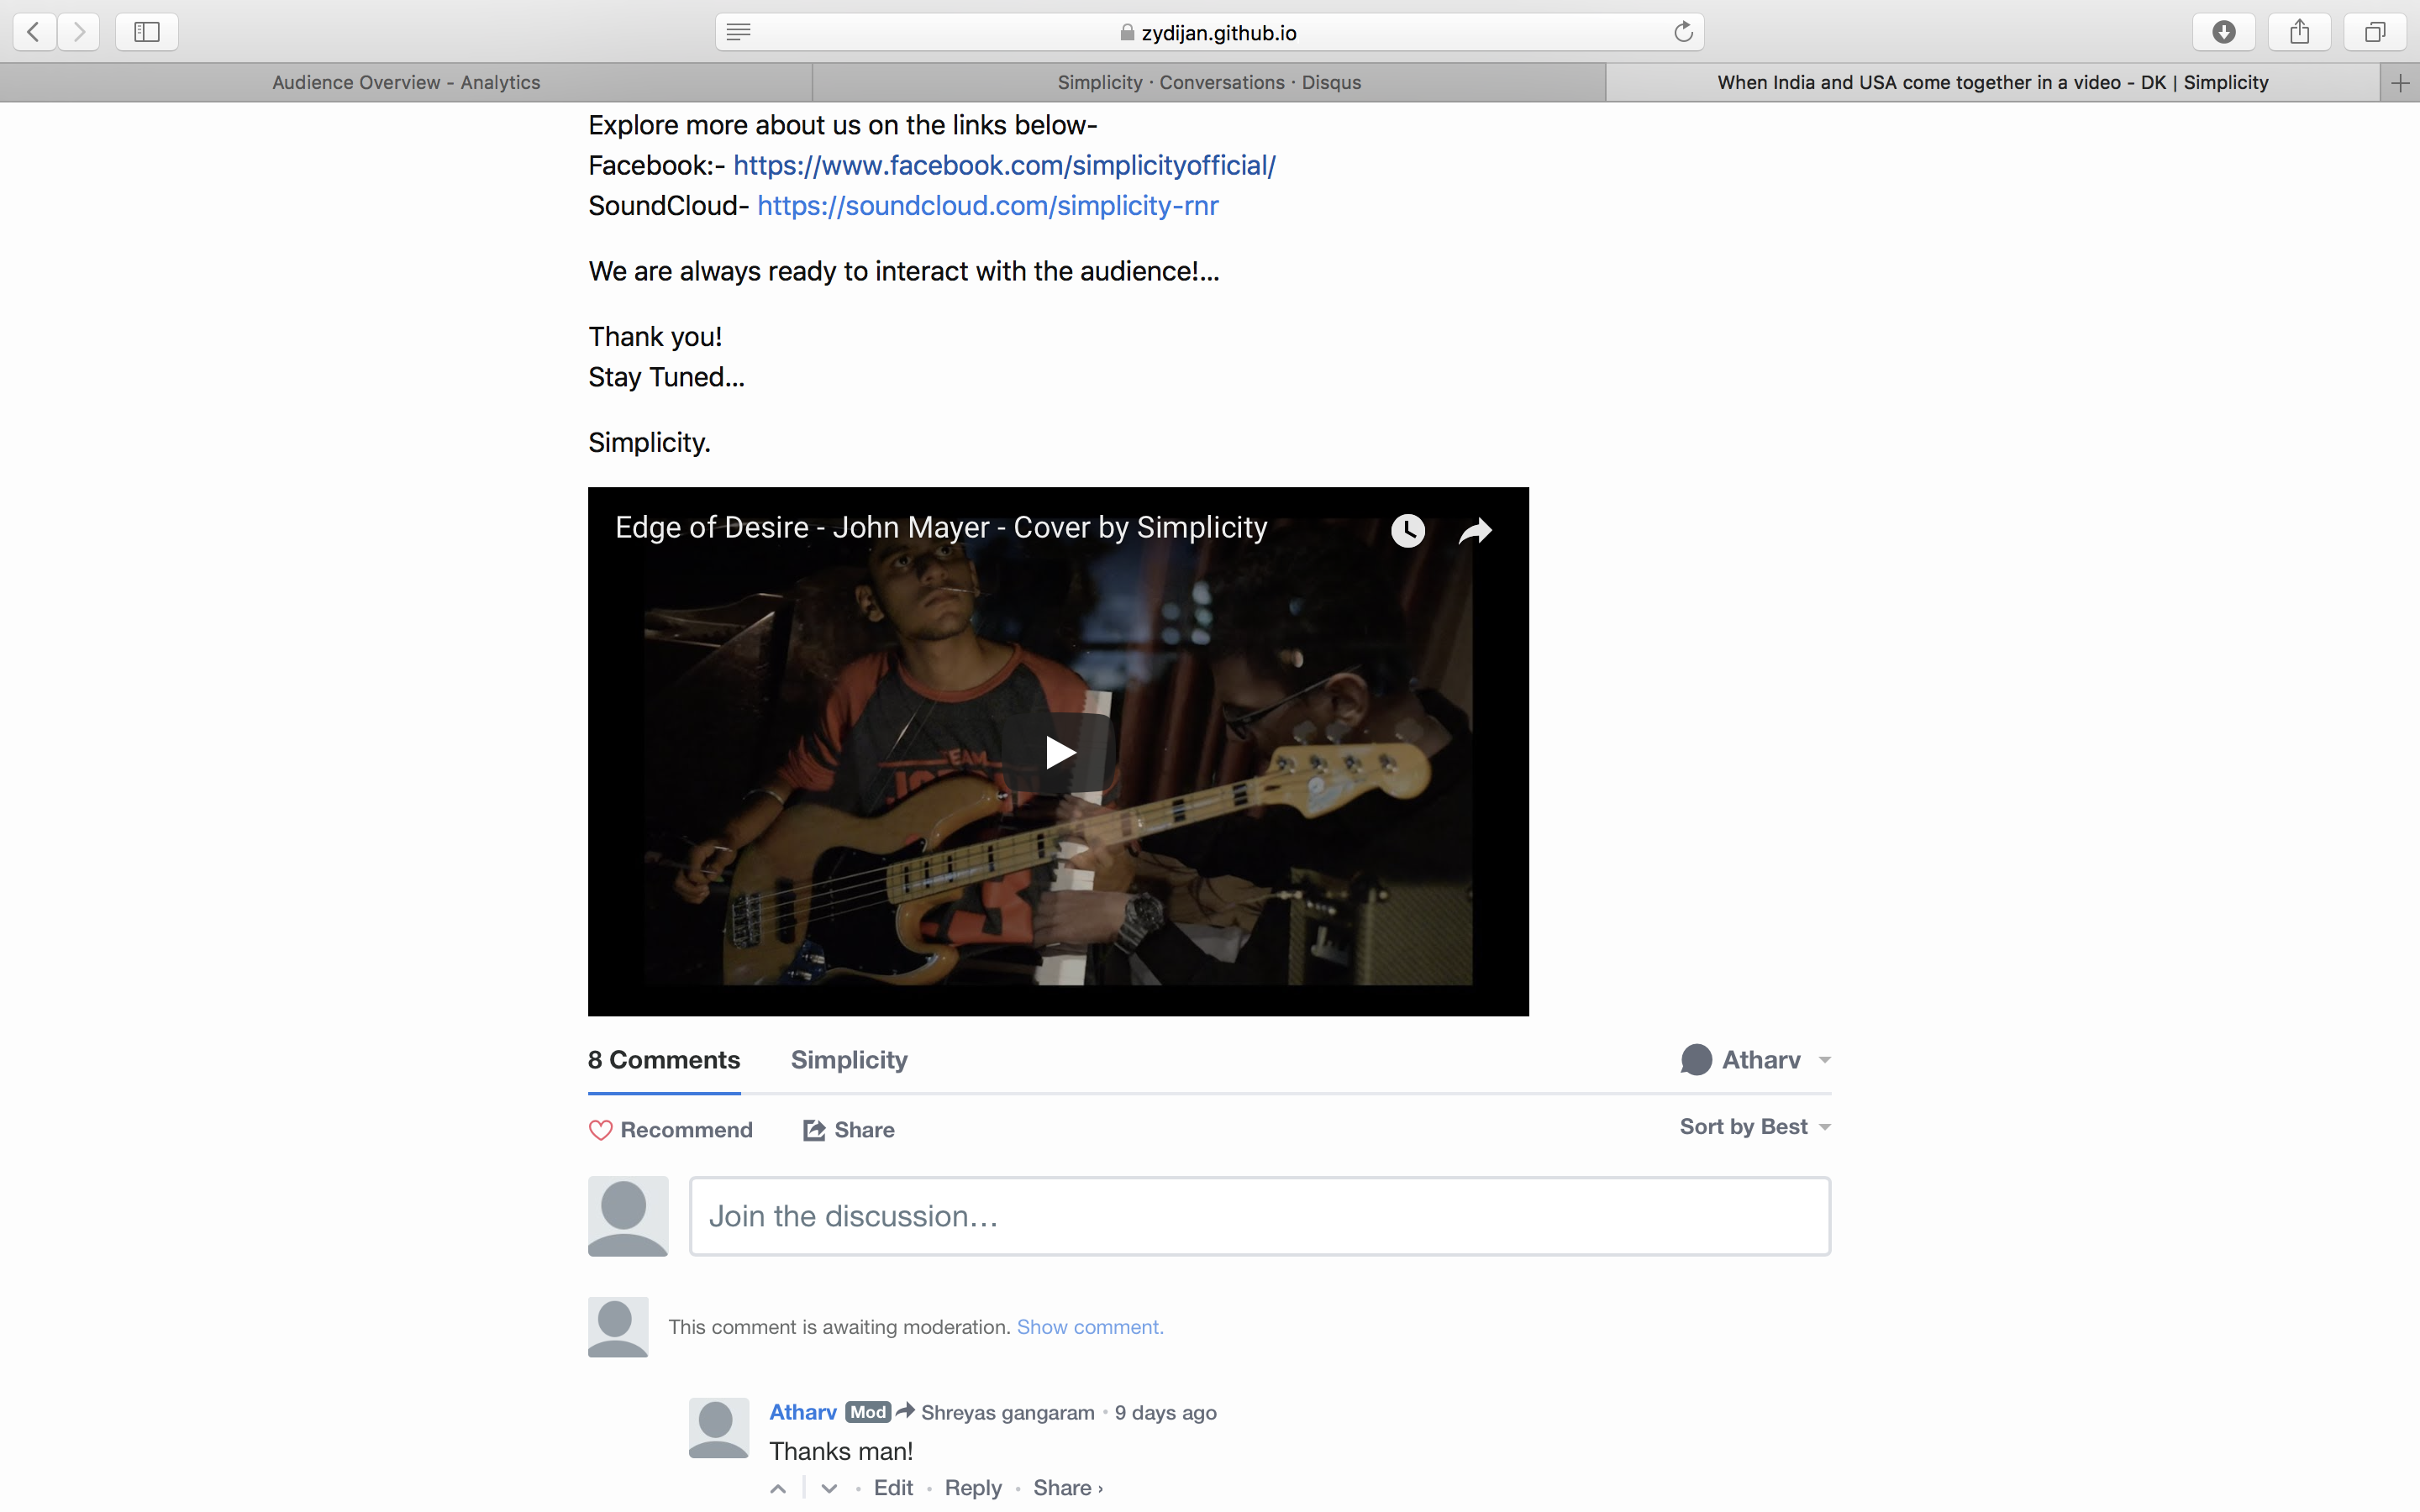 zydijan.github.io
Audience Overview - Analytics
Simplicity · Conversations · Disqus
When India and USA come together in a video - DK | Simplicity
Explore more about us on the links below-
Facebook:- https://www.facebook.com/simplicityofficial/
SoundCloud- https://soundcloud.com/simplicity-rnr
We are always ready to interact with the audience!...
Thank you!
Stay Tuned...
Simplicity.
Edge of Desire - John Mayer - Cover by Simplicity
8 Comments Simplicity Atharv
Recommend Share Sort by Best
Join the discussion...
This comment is awaiting moderation. Show comment.
Atharv Mod Shreyas gangaram • 9 days ago
Thanks man!
• Edit • Reply • Share ›